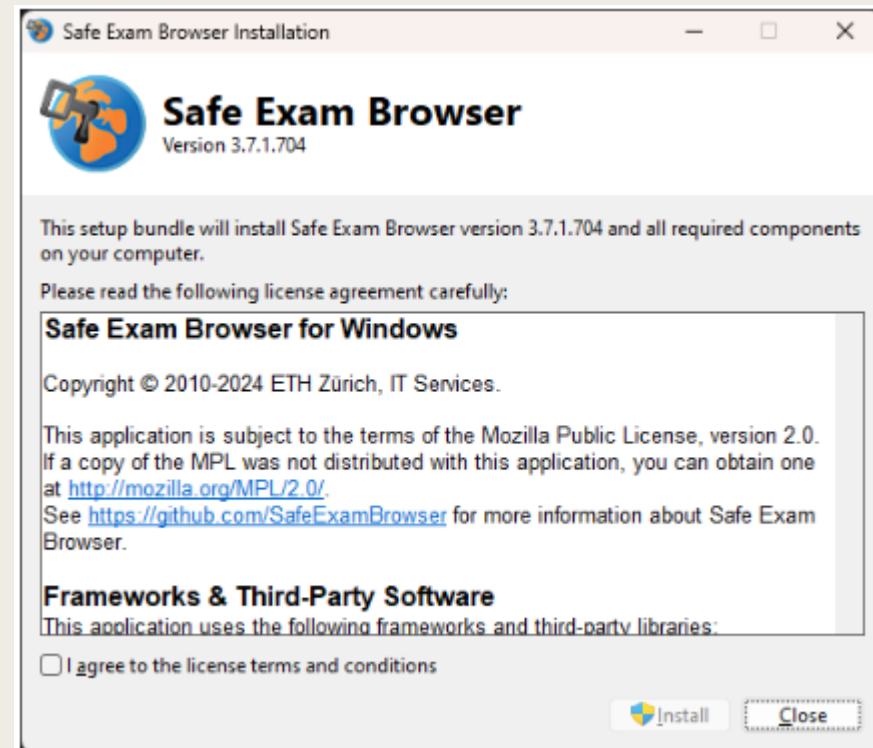 Safe Exam Browser Installation
Safe Exam Browser
Version 3.7.1.704
This setup bundle will install Safe Exam Browser version 3.7.1.704 and all required components
on your computer.
Please read the following license agreement carefully:
Safe Exam Browser for Windows
Copyright © 2010-2024 ETH Zürich, IT Services.
This application is subject to the terms of the Mozilla Public License, version 2.0.
If a copy of the MPL was not distributed with this application, you can obtain one
at http://mozilla.org/MPL/2.0/.
See https://github.com/SafeExamBrowser for more information about Safe Exam
Browser.
Frameworks & Third-Party Software
This application uses the following frameworks and third-party libraries:
I agree to the license terms and conditions
Install
Close